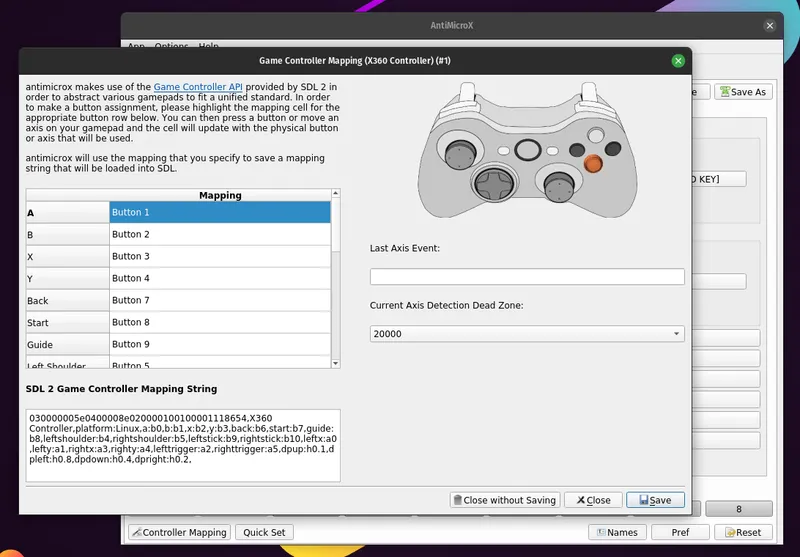 AntiMicroX
App Options Help
Game Controller Mapping (X360 Controller) (#1)
antimicrox makes use of the Game Controller API provided by SDL 2 in
order to abstract various gamepads to fit a unified standard. In order
to make a button assignment, please highlight the mapping cell for the
appropriate button row below. You can then press a button or move an
axis on your gamepad and the cell will update with the physical button
or axis that will be used.
antimicrox will use the mapping that you specify to save a mapping
string that will be loaded into SDL.
Mapping
A Button 1
B Button 2
X Button 3
Y Button 4
Back Button 7
Start Button 8
Guide Button 9
Left Shoulder Button 5
Last Axis Event:
Current Axis Detection Dead Zone:
20000
SDL 2 Game Controller Mapping String
030000005e0400008e0200000100100001118654,X360
Controller,platform:Linux,a:b0,b:b1,x:b2,y:b3,back:b6,start:b7,guide:
b8,leftshoulder:b4,rightshoulder:b5,leftstick:b9,rightstick:b10,leftx:a0
,lefty:a1,rightx:a3,righty:a4,lefttrigger:a2,righttrigger:a5,dpup:h0.1,d
pleft:h0.8,dpdown:h0.4,dpright:h0.2,
Close without Saving Close Save
e Save As
KEY]
8
Controller Mapping Quick Set Names Pref Reset